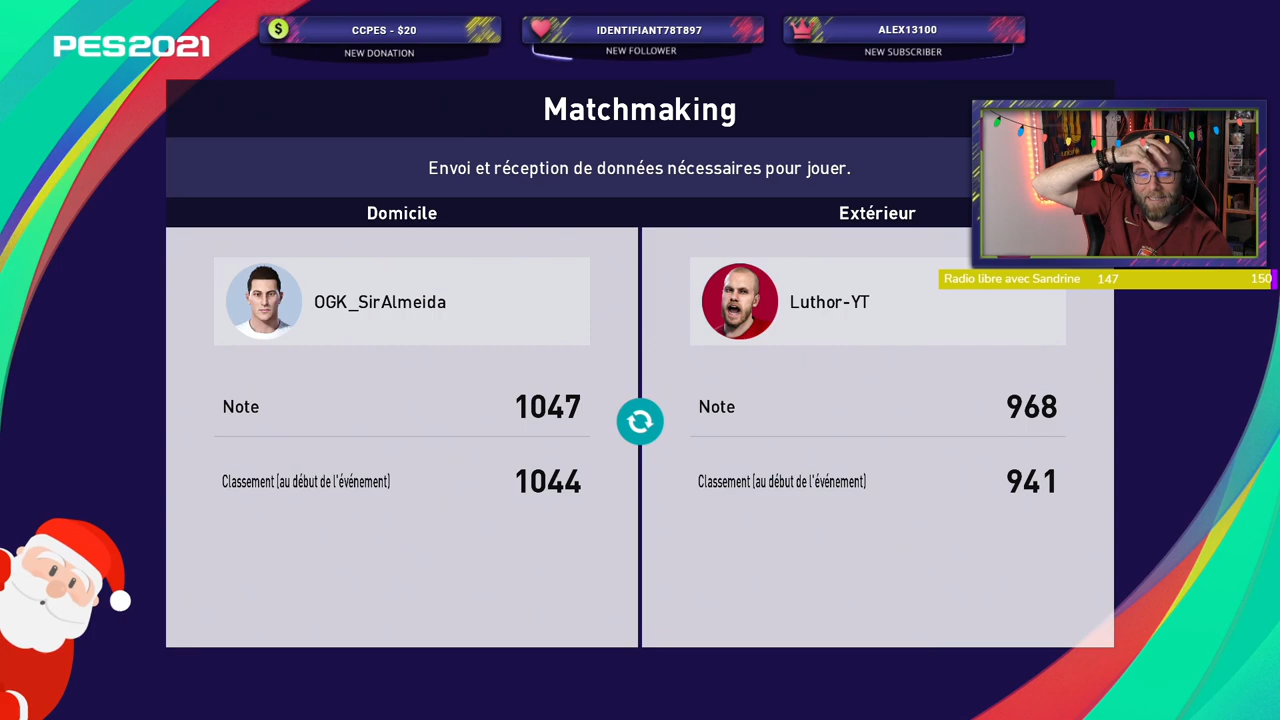 PES2021
CCPES - $20
NEW DONATION
IDENTIFIANT78T897
NEW FOLLOWER
ALEX13100
NEW SUBSCRIBER
Matchmaking
Envoi et réception de données nécessaires pour jouer.
Domicile
Extérieur
Radio libre avec Sandrine 147 150
OGK_SirAlmeida
Luthor-YT
Note 1047
Note 968
Classement (au début de l'événement) 1044
Classement (au début de l'événement) 941